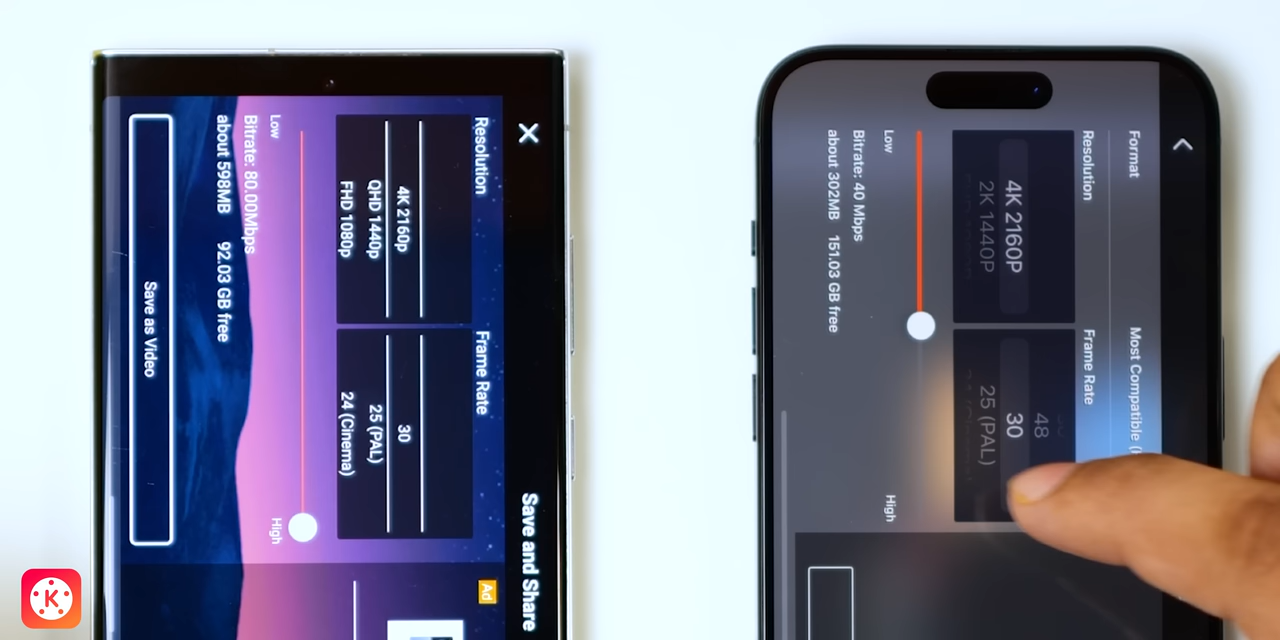 Save and Share
Resolution
Frame Rate
4K 2160p
QHD 1440p
FHD 1080p
30
25 (PAL)
24 (Cinema)
Low
High
Bitrate: 80.00Mbps
about 598MB 92.03 GB free
Save as Video
Ad
Format
Most Compatible (
Resolution
Frame Rate
4K 2160P
2K 1440P
48
30
25 (PAL)
Low
High
Bitrate: 40 Mbps
about 302MB 151.03 GB free
K